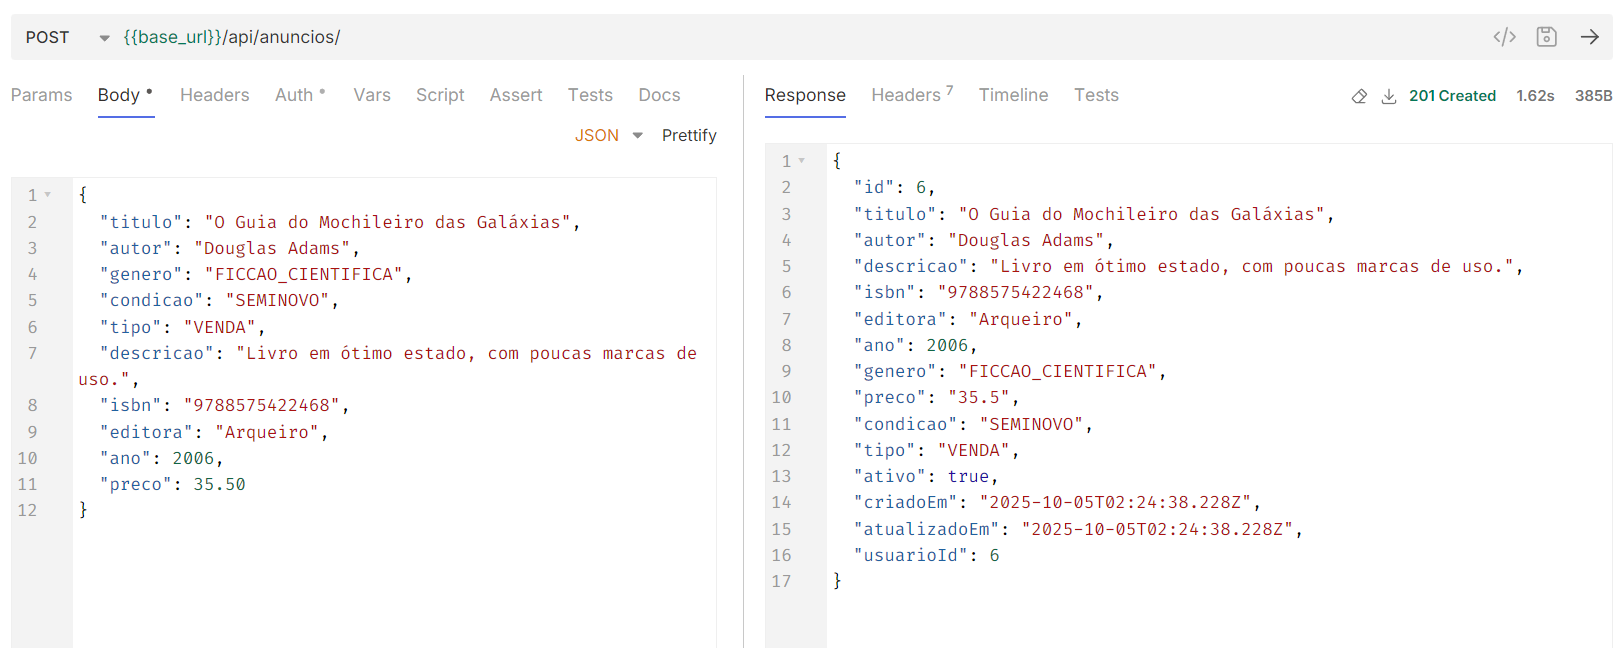 POST {{base_url}}/api/anuncios/ </>
Params Body • Headers Auth • Vars Script Assert Tests Docs
JSON Prettify
1 {
2 "titulo": "O Guia do Mochileiro das Galáxias",
3 "autor": "Douglas Adams",
4 "genero": "FICCAO_CIENTIFICA",
5 "condicao": "SEMINOVO",
6 "tipo": "VENDA",
7 "descricao": "Livro em ótimo estado, com poucas marcas de
uso.",
8 "isbn": "9788575422468",
9 "editora": "Arqueiro",
10 "ano": 2006,
11 "preco": 35.50
12 }
Response Headers 7 Timeline Tests 201 Created 1.62s 385B
1 {
2 "id": 6,
3 "titulo": "O Guia do Mochileiro das Galáxias",
4 "autor": "Douglas Adams",
5 "descricao": "Livro em ótimo estado, com poucas marcas de uso.",
6 "isbn": "9788575422468",
7 "editora": "Arqueiro",
8 "ano": 2006,
9 "genero": "FICCAO_CIENTIFICA",
10 "preco": "35.5",
11 "condicao": "SEMINOVO",
12 "tipo": "VENDA",
13 "ativo": true,
14 "criadoEm": "2025-10-05T02:24:38.228Z",
15 "atualizadoEm": "2025-10-05T02:24:38.228Z",
16 "usuarioId": 6
17 }